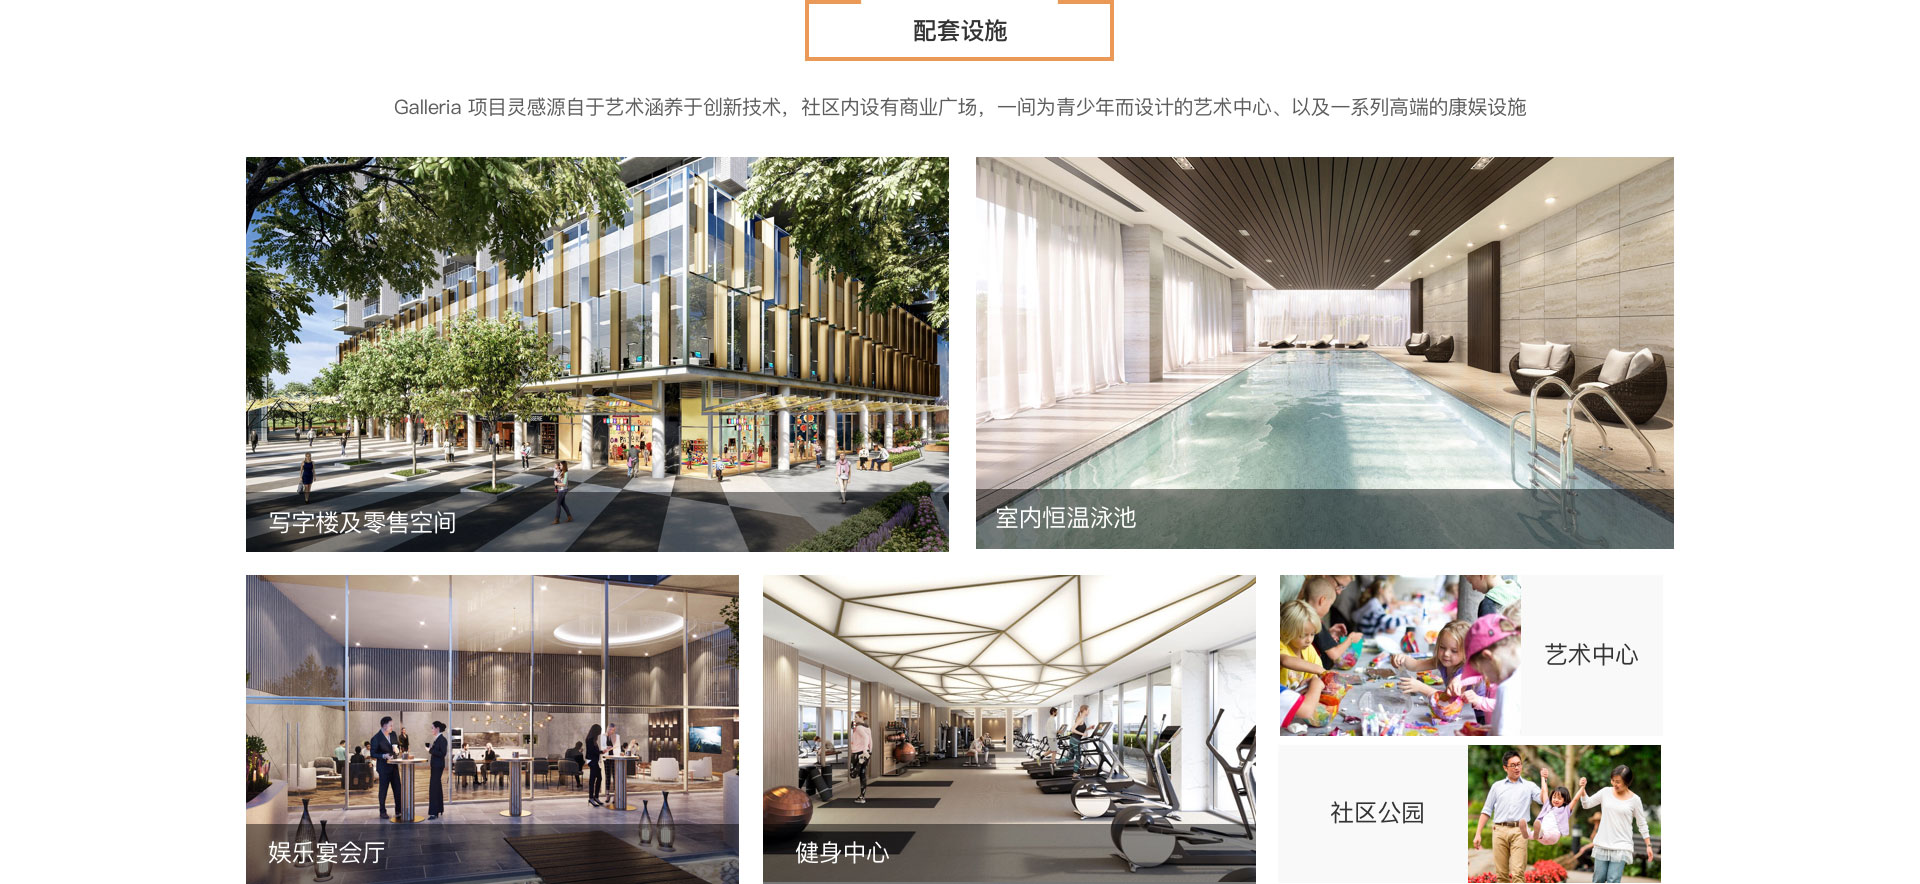 配套设施
Galleria 项目灵感源自于艺术涵养于创新技术，社区内设有商业广场，一间为青少年而设计的艺术中心、以及一系列高端的康娱设施
写字楼及零售空间
室内恒温泳池
娱乐宴会厅
健身中心
艺术中心
社区公园